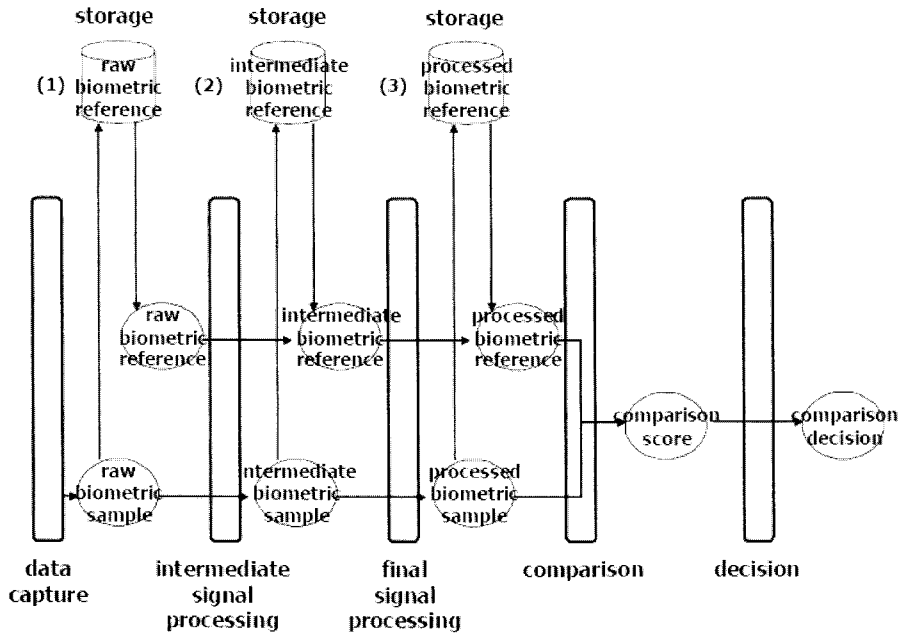 storage
storage
storage
(1)
raw
biometric
reference
(2)
intermediate
biometric
reference
(3)
processed
biometric
reference
raw
biometric
reference
intermediate
biometric
reference
processed
biometric
reference
comparison
score
comparison
decision
raw
biometric
sample
intermediate
biometric
sample
processed
biometric
sample
data
capture
intermediate
signal
processing
final
signal
processing
comparison
decision